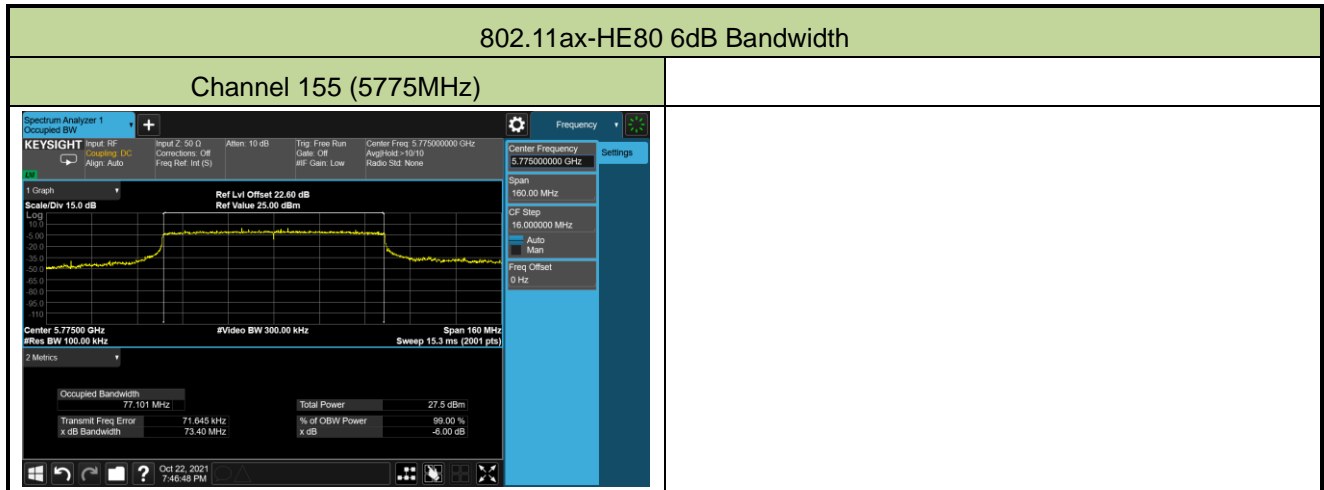 802.11ax-HE80 6dB Bandwidth
Channel 155 (5775MHz)
Spectrum Analyzer 1
Occupied BW
+
Frequency
KEYSIGHT Input: RF Input Z: 50 Ω Atten: 10 dB Trig: Free Run Center Freq: 5.775000000 GHz
Coupling: DC Corrections: Off Gate: Off Avg|Hold:>10/10
Align: Auto Freq Ref: Int (S) #IF Gain: Low Radio Std: None
LXI
Center Frequency
5.775000000 GHz
Settings
Span
160.00 MHz
CF Step
16.000000 MHz
Auto
Man
Freq Offset
0 Hz
1 Graph
Ref Lvl Offset 22.60 dB
Scale/Div 15.0 dB Ref Value 25.00 dBm
Log
10.0
-5.00
-20.0
-35.0
-50.0
-65.0
-80.0
-95.0
-110
Center 5.77500 GHz #Video BW 300.00 kHz Span 160 MHz
#Res BW 100.00 kHz Sweep 15.3 ms (2001 pts)
2 Metrics
Occupied Bandwidth
77.101 MHz Total Power 27.5 dBm
Transmit Freq Error 71.645 kHz % of OBW Power 99.00 %
x dB Bandwidth 73.40 MHz x dB -6.00 dB
? Oct 22, 2021
7:46:48 PM